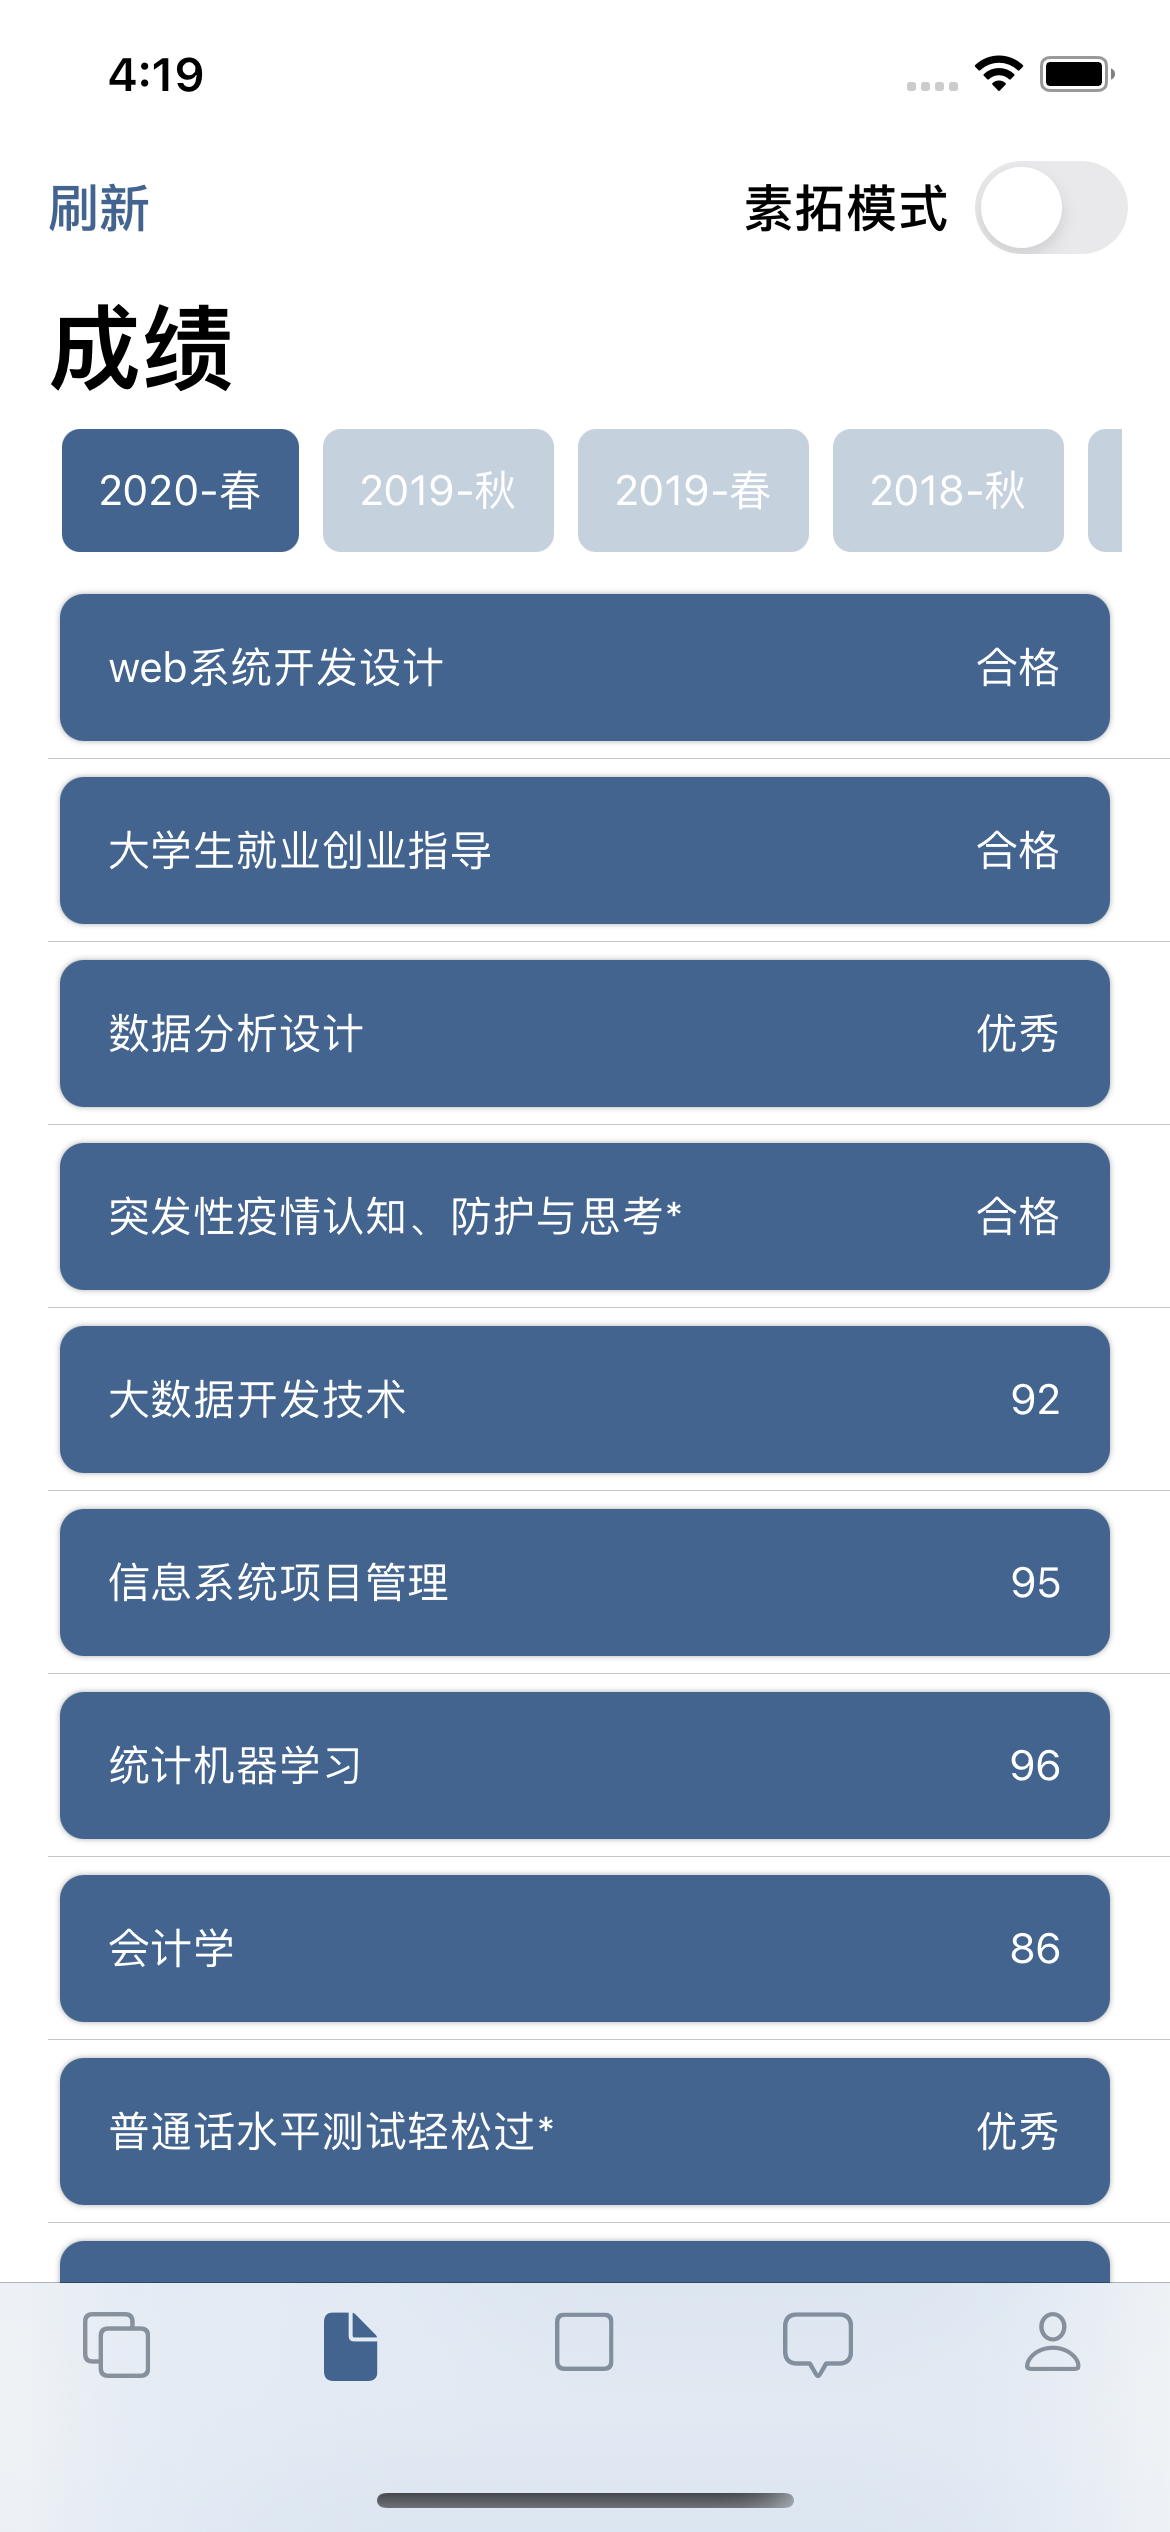 4:19
刷新
素拓模式
成绩
2020-春
2019-秋
2019-春
2018-秋
web系统开发设计
合格
大学生就业创业指导
合格
数据分析设计
优秀
突发性疫情认知、防护与思考*
合格
大数据开发技术
92
信息系统项目管理
95
统计机器学习
96
会计学
86
普通话水平测试轻松过*
优秀